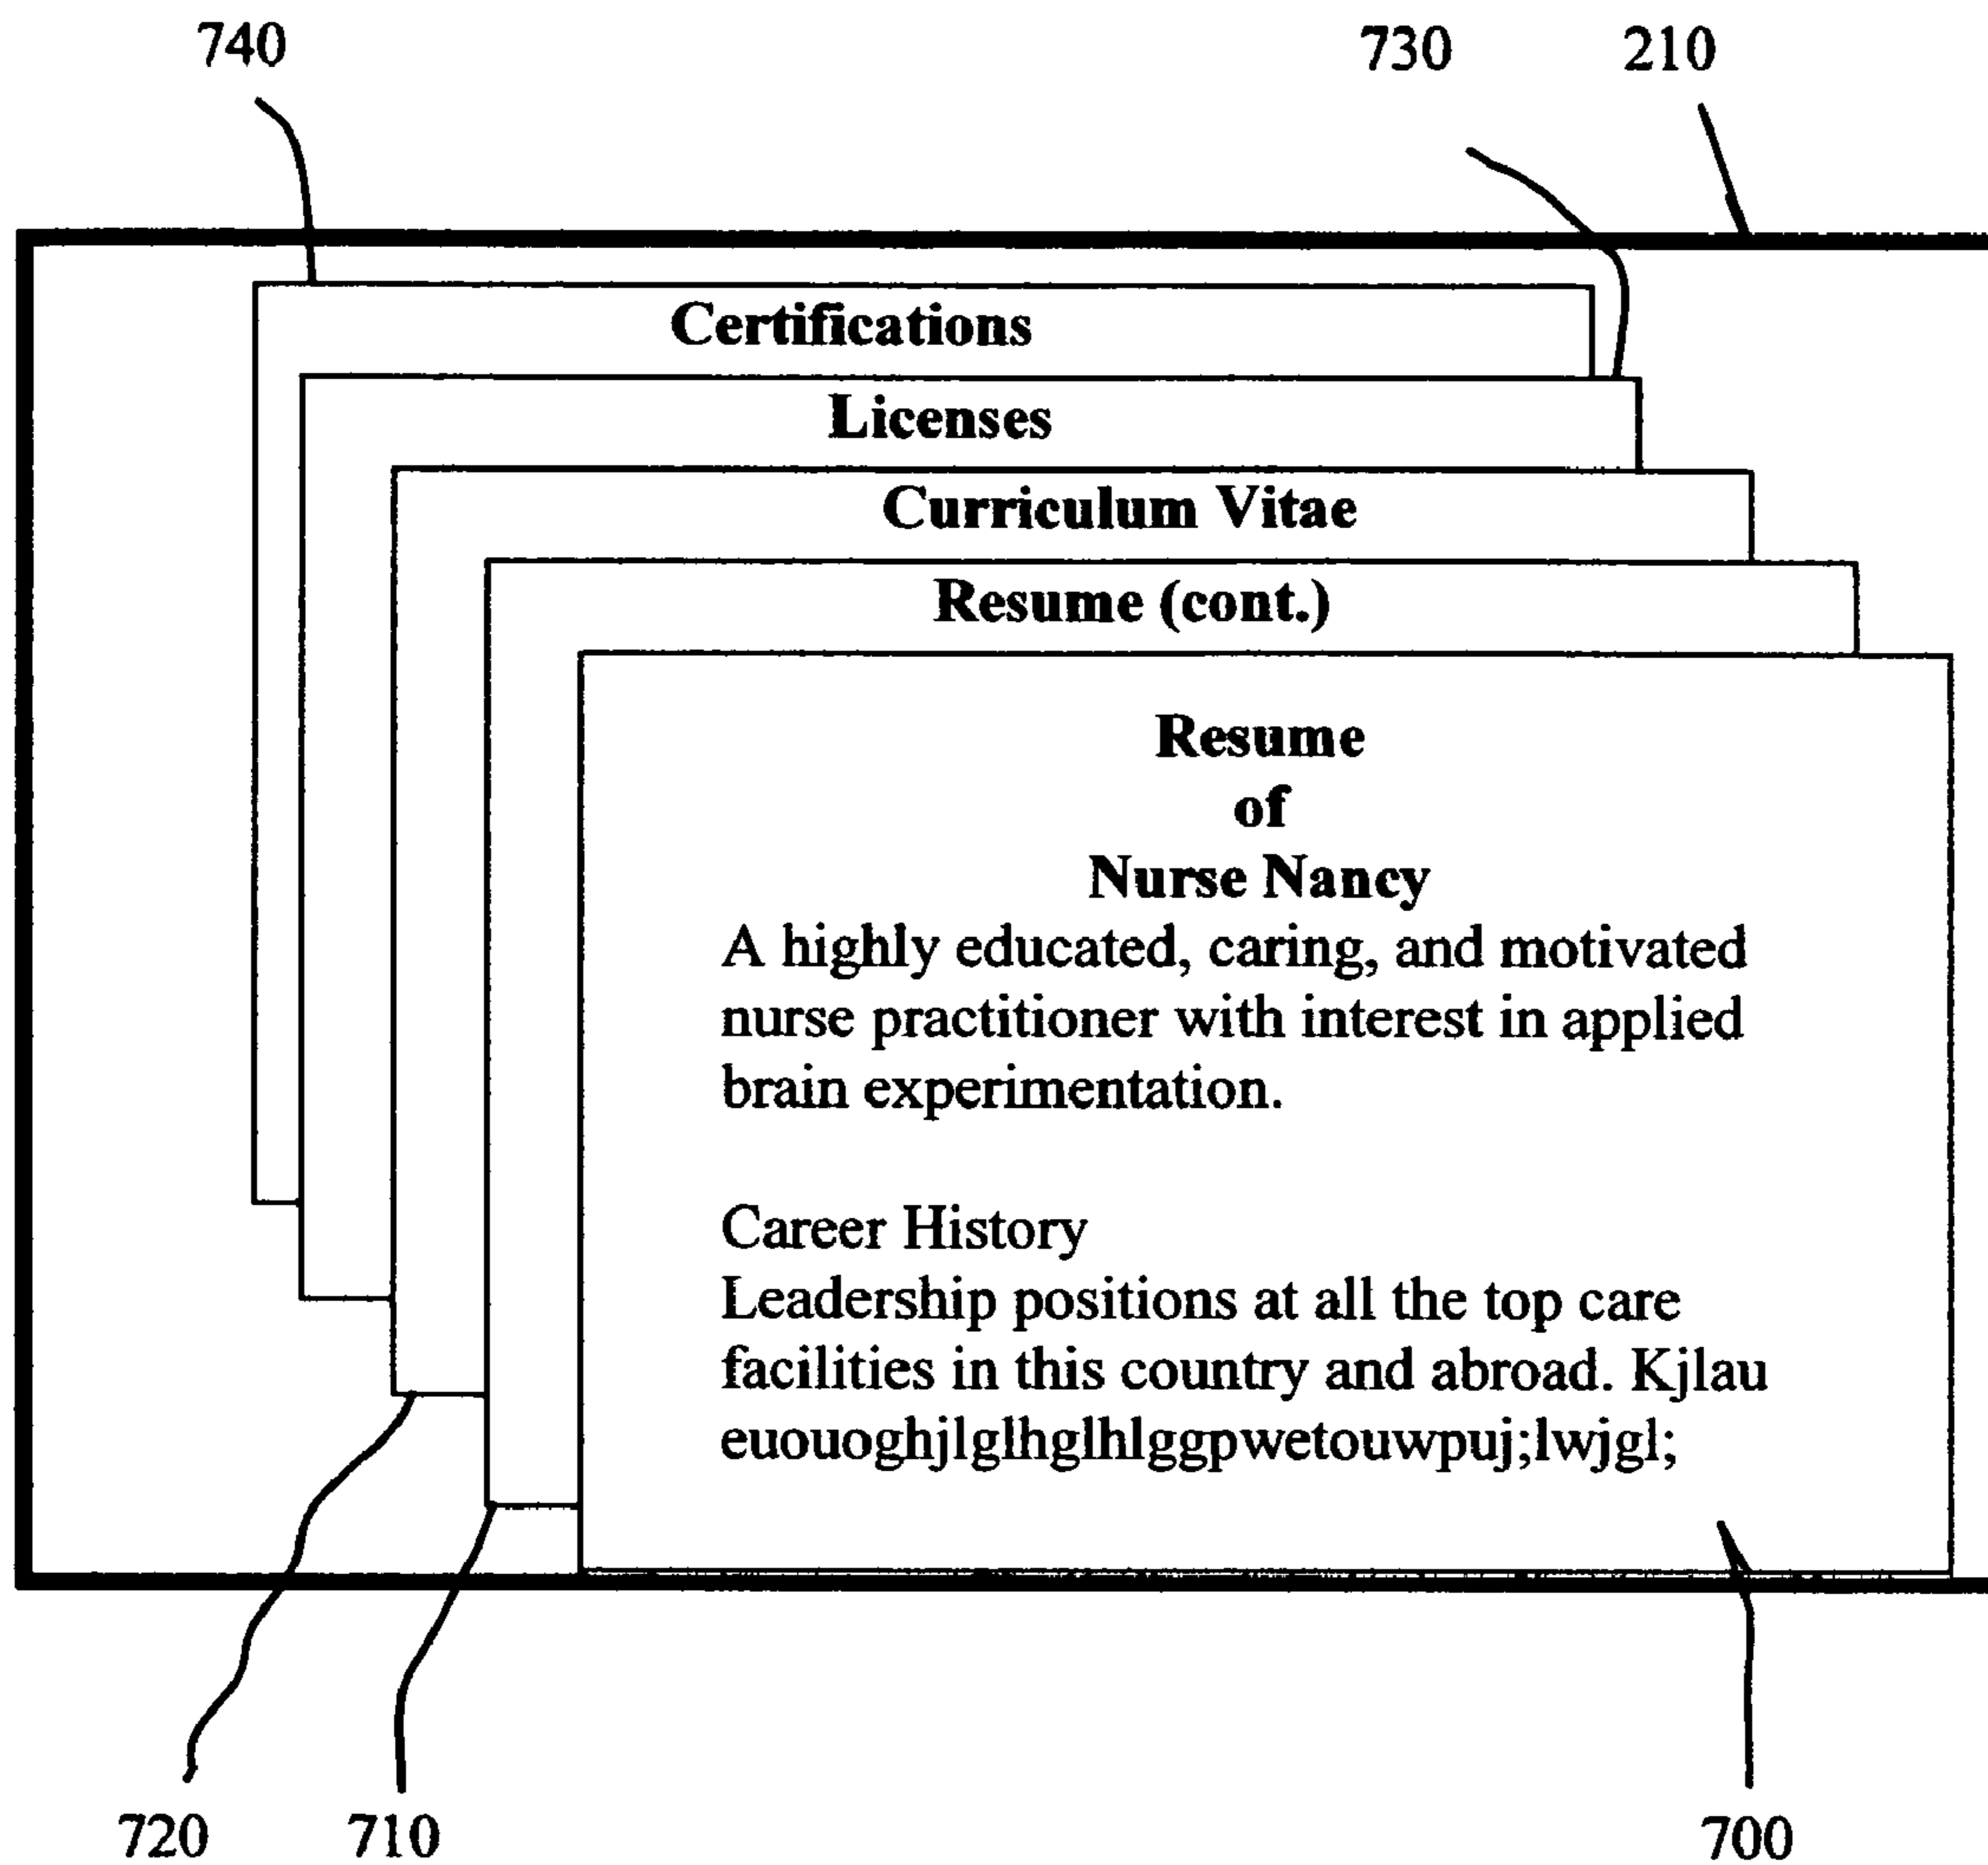 740
730
210
Certifications
Licenses
Curriculum Vitae
Resume (cont.)
Resume
of
Nurse Nancy
A highly educated, caring, and motivated
nurse practitioner with interest in applied
brain experimentation.
Career History
Leadership positions at all the top care
facilities in this country and abroad. Kjlau
euouoghjlglhglhlggpwetouwpuj;lwjgl;
720
710
700